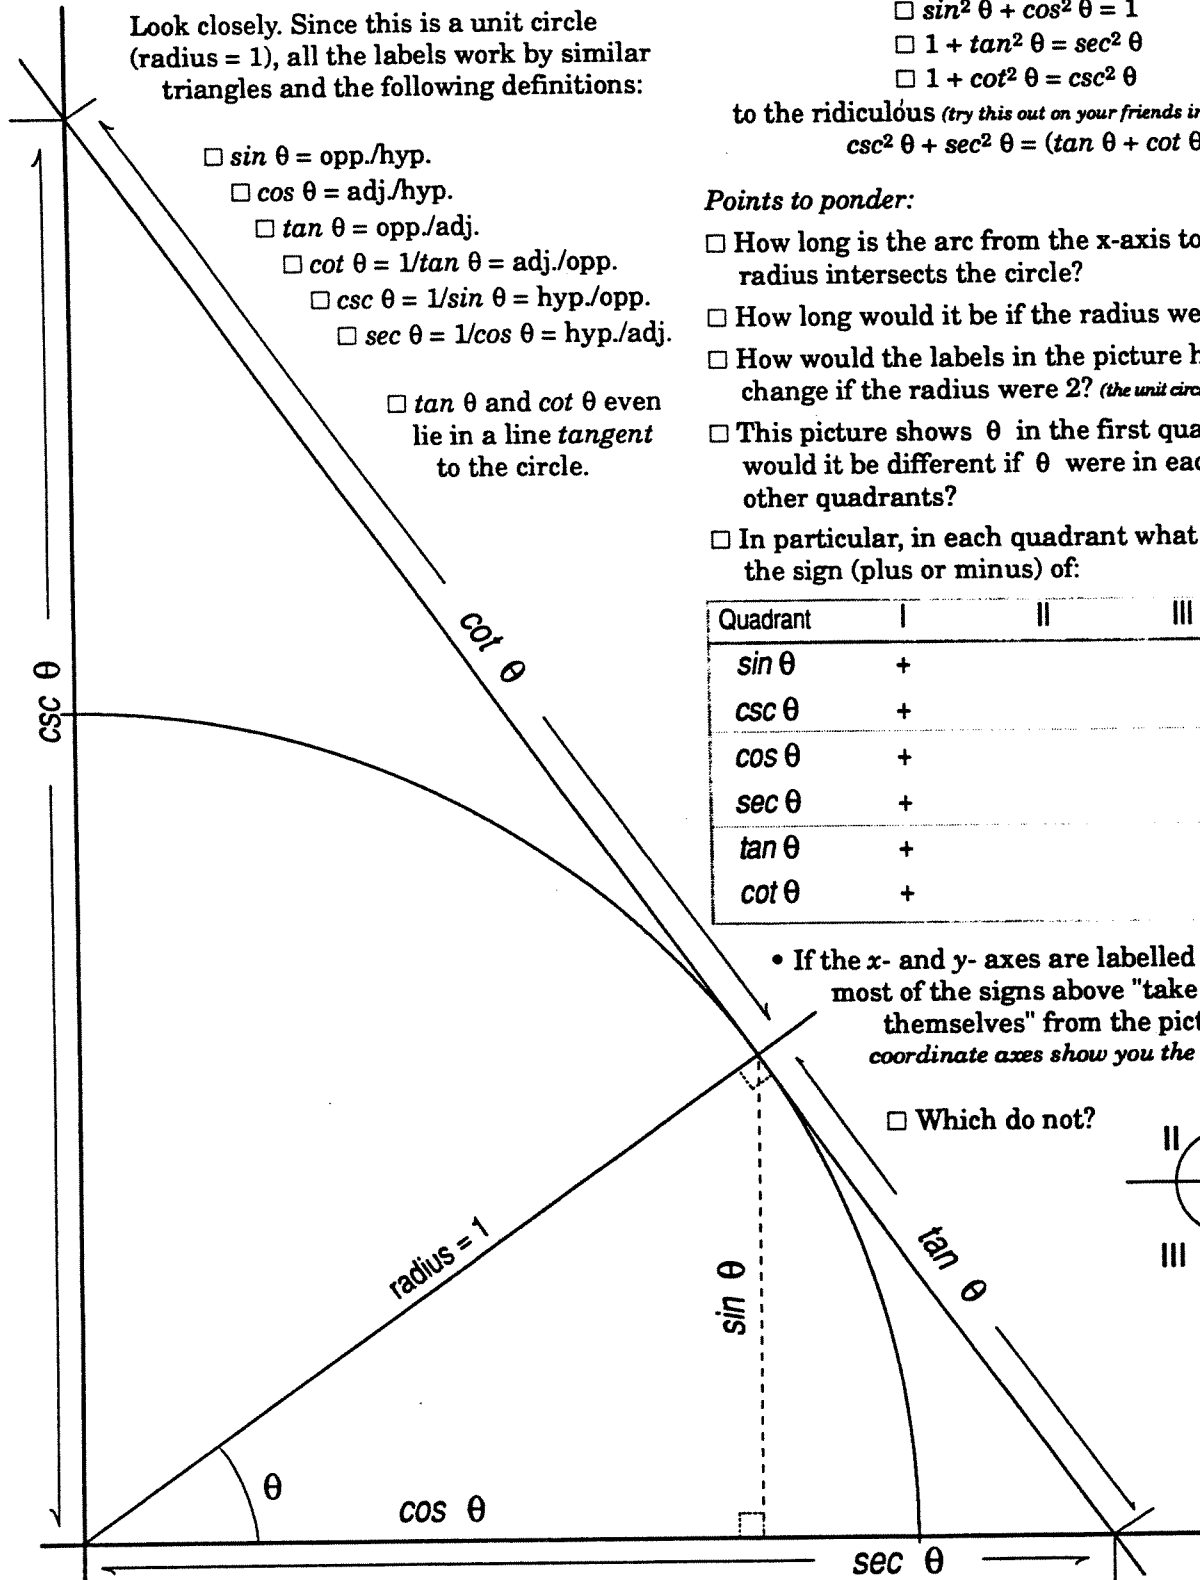 Look closely. Since this is a unit circle
(radius = 1), all the labels work by similar
triangles and the following definitions:
☐ sin θ = opp./hyp.
☐ cos θ = adj./hyp.
☐ tan θ = opp./adj.
☐ cot θ = 1/tan θ = adj./opp.
☐ csc θ = 1/sin θ = hyp./opp.
☐ sec θ = 1/cos θ = hyp./adj.
☐ tan θ and cot θ even
lie in a line tangent
to the circle.
☐ sin² θ + cos² θ = 1
☐ 1 + tan² θ = sec² θ
☐ 1 + cot² θ = csc² θ
to the ridiculous (try this out on your friends in
csc² θ + sec² θ = (tan θ + cot θ
Points to ponder:
☐ How long is the arc from the x-axis to
radius intersects the circle?
☐ How long would it be if the radius we
☐ How would the labels in the picture h
change if the radius were 2? (the unit circ
☐ This picture shows θ in the first qua
would it be different if θ were in eac
other quadrants?
☐ In particular, in each quadrant what
the sign (plus or minus) of:
Quadrant I II III
sin θ +
csc θ +
cos θ +
sec θ +
tan θ +
cot θ +
• If the x- and y- axes are labelled
most of the signs above "take
themselves" from the pict
coordinate axes show you the
☐ Which do not?
II
III
csc θ
cot θ
tan θ
radius = 1
sin θ
θ
cos θ
sec θ